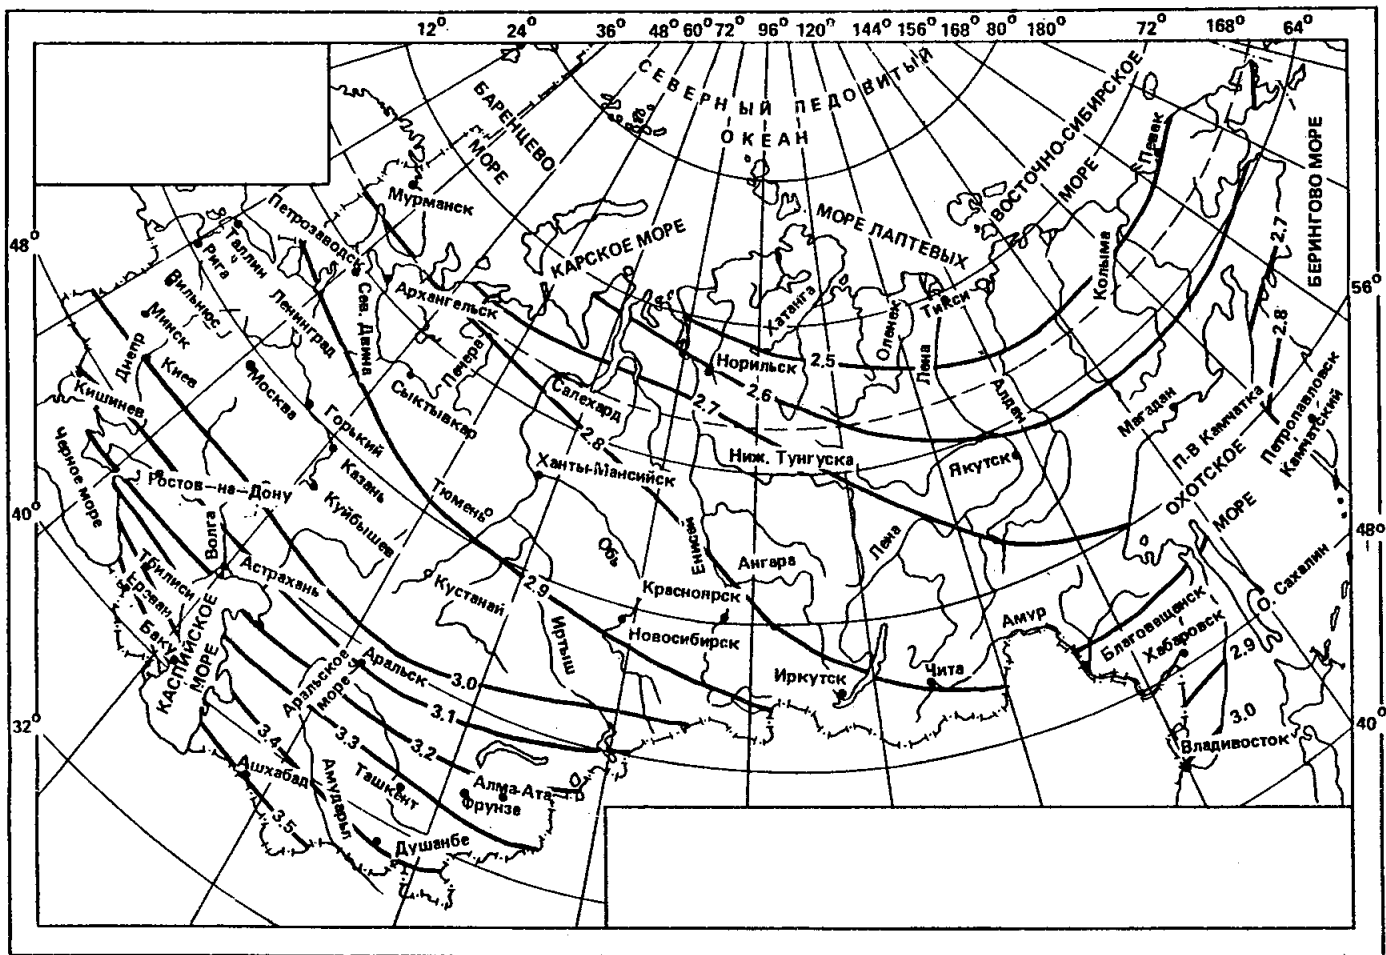 12° 24° 36° 48° 60° 72° 96° 120° 144° 156° 168° 80° 180° 72° 168° 64°
СЕВЕРНЫЙ ЛЕДОВИТЫЙ
ОКЕАН
БАРЕНЦЕВО
МОРЕ
ВОСТОЧНО-СИБИРСКОЕ
МОРЕ
Певек
БЕРИНГОВО МОРЕ
Мурманск
Петрозаводск
Таллин
Рига
48°
КАРСКОЕ МОРЕ
МОРЕ ЛАПТЕВЫХ
2.7
56°
Вильнюс
Ленинград
Сев. Двина
Архангельск
Хатанга
Оленек
Тикси
Колыма
2.8
Минск
Днепр
Киев
Москва
Печера
Норильск
2.5
Лена
Кишинев
Сыктывкар
Салехард
2.6
2.7
Алдан
Магадан
П-В Камчатка
Петропавловск
Камчатский
Горький
2.8
Черное море
Ростов-на-Дону
Казань
Ханты-Мансийск
Ниж. Тунгуска
Якутск
ОХОТСКОЕ
МОРЕ
40°
Куйбышев
Тюмень
48°
Волга
Обь
Енисей
Ангара
Лена
Тбилиси
Астрахань
Кустанай
2.9
Красноярск
О. Сахалин
Ереван
Баку
КАСПИЙСКОЕ
МОРЕ
Иртыш
Новосибирск
Амур
Благовещенск
Хабаровск
2.9
Аральское
море
Аральск
3.0
Иркутск
Чита
32°
3.1
3.0
40°
3.4
3.3
3.2
Владивосток
Ашхабад
Амударья
Ташкент
Алма-Ата
Фрунзе
3.5
Душанбе